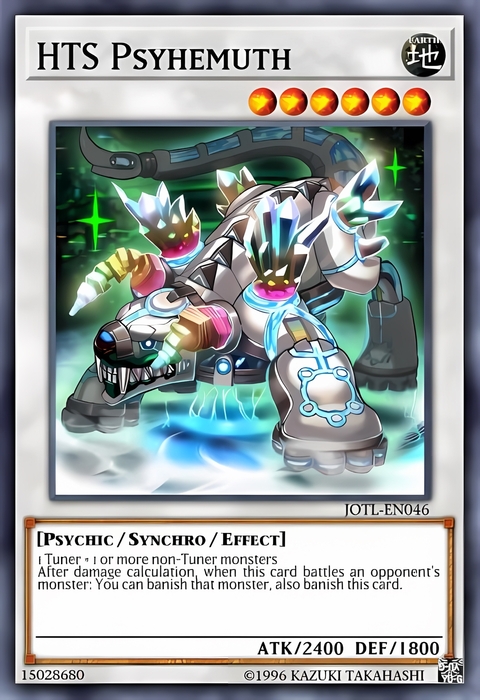 HTS PSYHEMUTH
EARTH
地
JOTL-EN046
[PSYCHIC / SYNCHRO / EFFECT]
1 Tuner + 1 or more non-Tuner monsters
After damage calculation, when this card battles an opponent's
monster: You can banish that monster, also banish this card.
ATK/2400 DEF/1800
15028680
©1996 KAZUKI TAKAHASHI